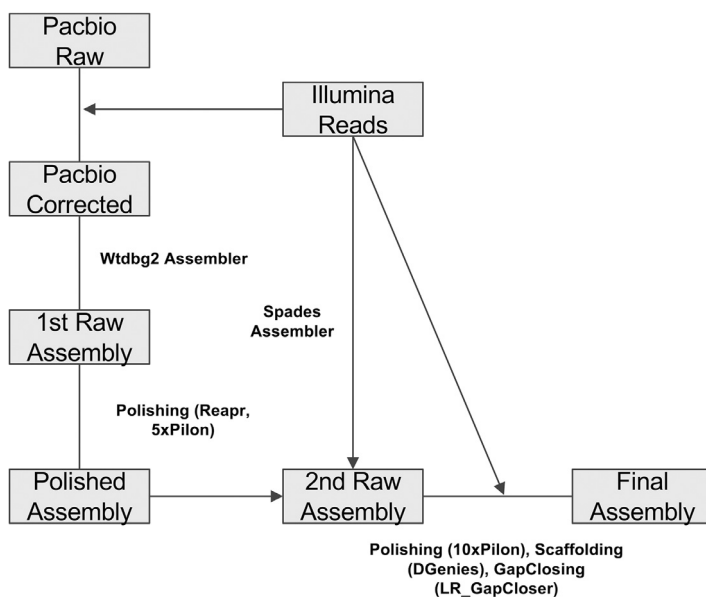 Pacbio
Raw
Illumina
Reads
Pacbio
Corrected
Wtdbg2 Assembler
1st Raw
Assembly
Spades
Assembler
Polishing (Reapr,
5xPilon)
Polished
Assembly
2nd Raw
Assembly
Final
Assembly
Polishing (10xPilon), Scaffolding
(DGenies), GapClosing
(LR_GapCloser)